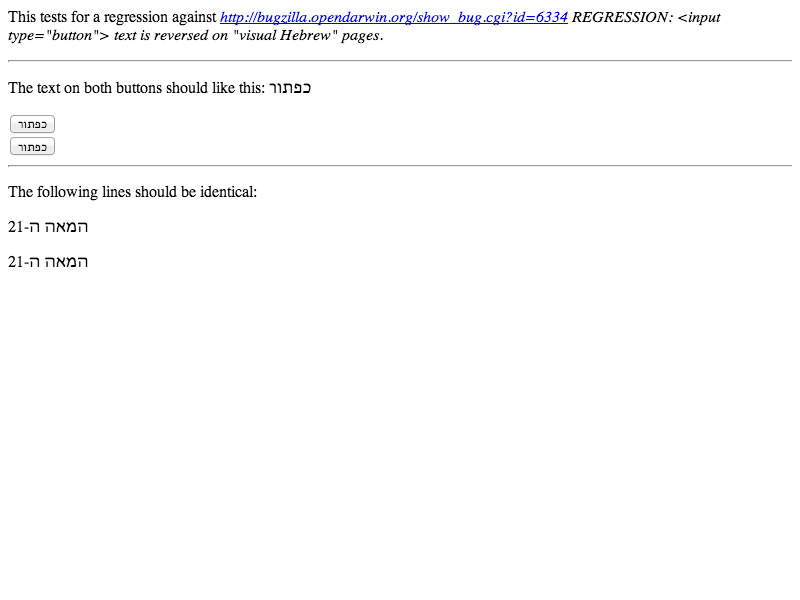 This tests for a regression against http://bugzilla.opendarwin.org/show_bug.cgi?id=6334 REGRESSION: <input
type="button"> text is reversed on "visual Hebrew" pages.
The text on both buttons should like this: כפתור
כפתור
כפתור
The following lines should be identical:
המאה ה-21
המאה ה-21